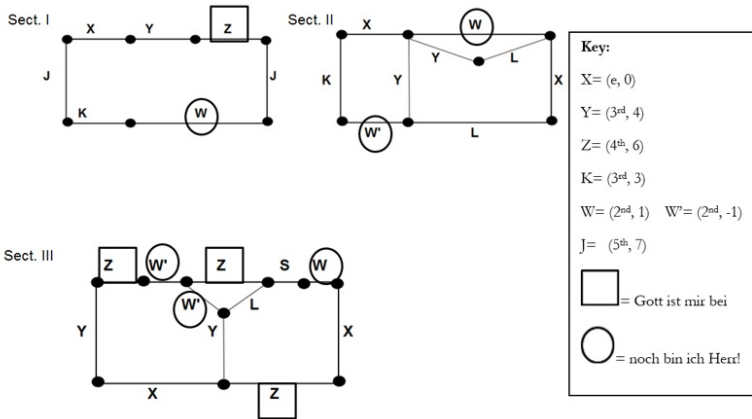 Sect. I
X Y Z
J J
K W
Sect. II
X W
Y L
K Y X
W' L
Sect. III
Z W' Z S W
W' Y L
Y X
X Z
Key:
X= (e, 0)
Y= (3rd, 4)
Z= (4th, 6)
K= (3rd, 3)
W= (2nd, 1) W'= (2nd, -1)
J= (5th, 7)
= Gott ist mir bei
= noch bin ich Herr!